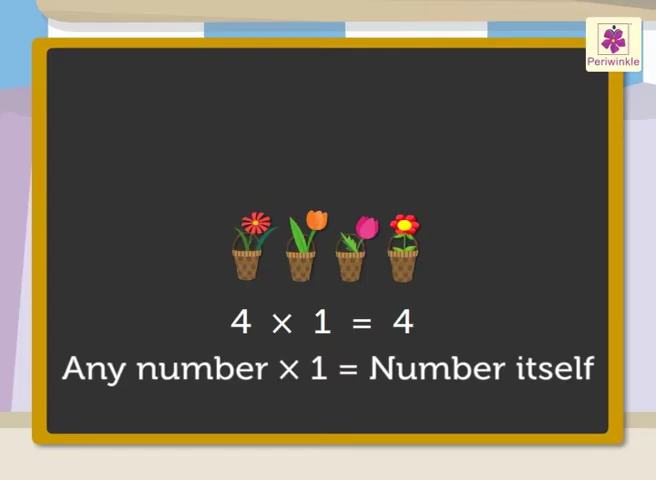 Periwinkle
4 × 1 = 4
Any number × 1 = Number itself